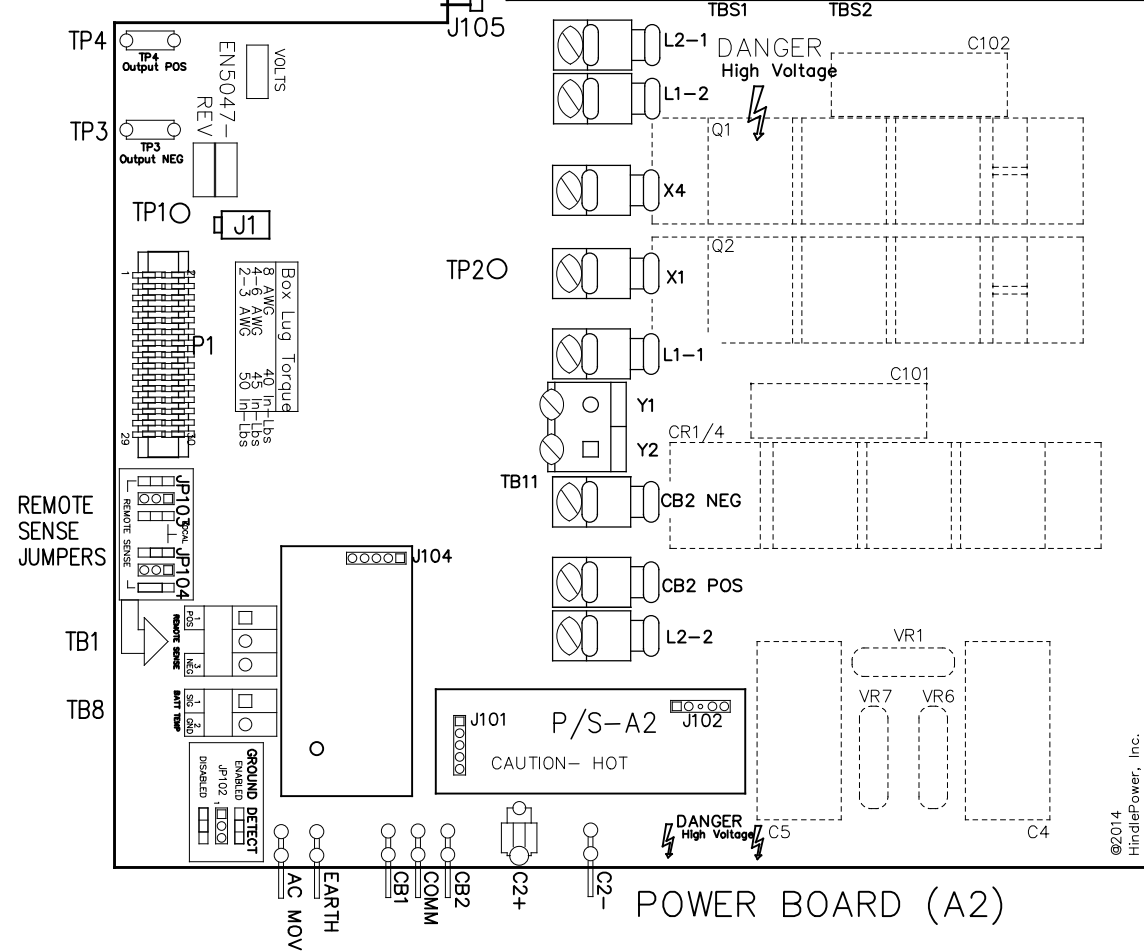 TBS1
TBS2
J105
TP4
TP4
Output POS
EN5047-
REV
VOLTS
L2-1
DANGER
High Voltage
C102
L1-2
Q1
TP3
TP3
Output NEG
X4
TP1
J1
Q2
TP2
X1
1
2
Box Lug Torque
8 AWG 40 In-Lbs
4-6 AWG 45 In-Lbs
2-3 AWG 50 In-Lbs
P1
L1-1
C101
Y1
CR1/4
29
30
Y2
TB11
CB2 NEG
REMOTE
SENSE
JUMPERS
JP103
REMOTE SENSE
JP104
J104
CB2 POS
TB1
REMOTE SENSE
1
POS
3
NEG
L2-2
VR1
TB8
BATT TEMP
1
SIG
2
GND
J101
P/S-A2
J102
CAUTION- HOT
VR7
VR6
GROUND DETECT
ENABLED
JP102
1
DISABLED
DANGER
High Voltage
C5
C4
©2014
HindlePower, Inc.
AC MOV
EARTH
CB1
COMM
CB2
C2+
C2-
POWER BOARD (A2)